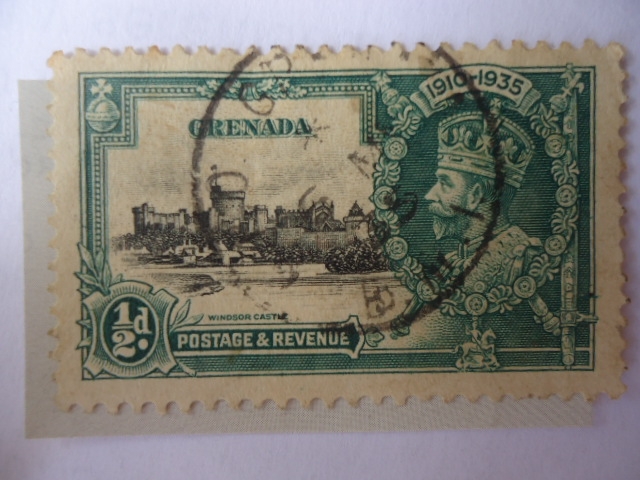 1910-1935
GRENADA
WINDSOR CASTLE
½d.
POSTAGE & REVENUE